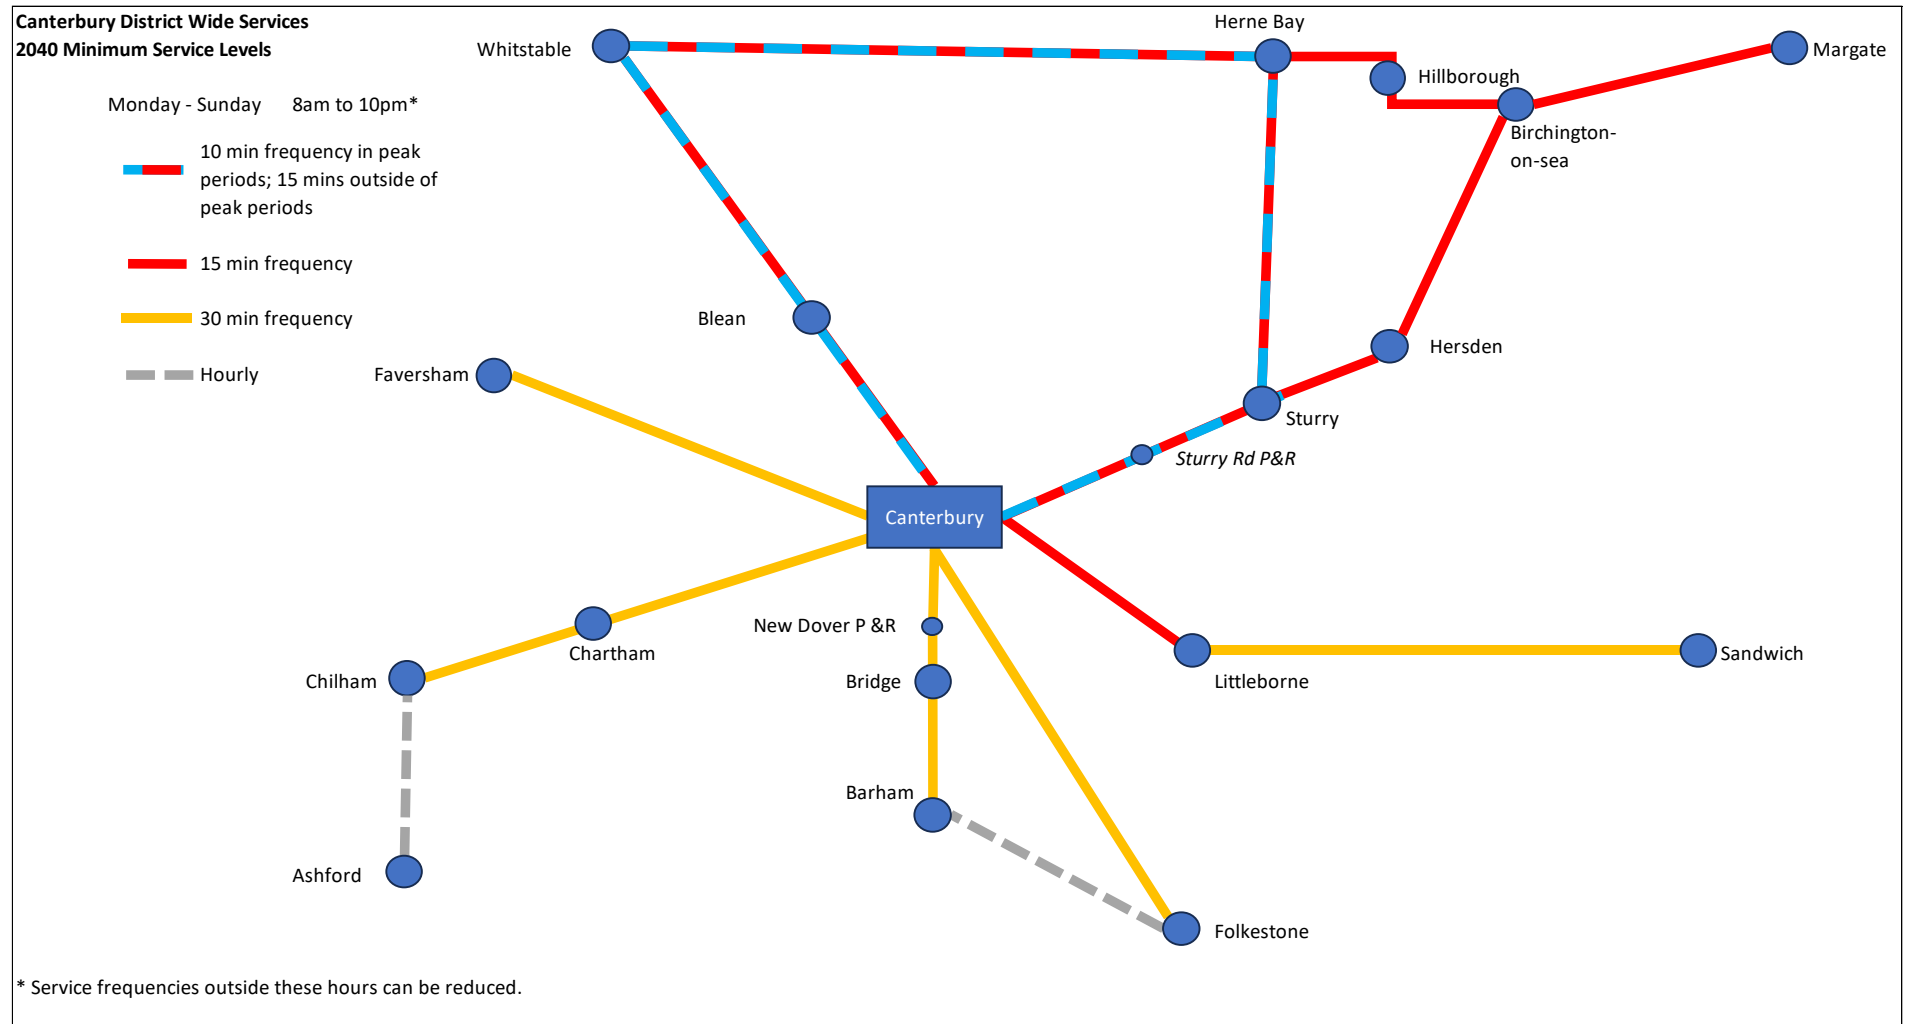 Canterbury District Wide Services
2040 Minimum Service Levels
Monday - Sunday 8am to 10pm*
10 min frequency in peak
periods; 15 mins outside of
peak periods
15 min frequency
30 min frequency
Hourly
Whitstable
Herne Bay
Hillborough
Margate
Birchington-
on-sea
Blean
Hersden
Faversham
Sturry
Sturry Rd P&R
Canterbury
New Dover P &R
Chartham
Chilham
Bridge
Littleborne
Sandwich
Barham
Ashford
Folkestone
* Service frequencies outside these hours can be reduced.